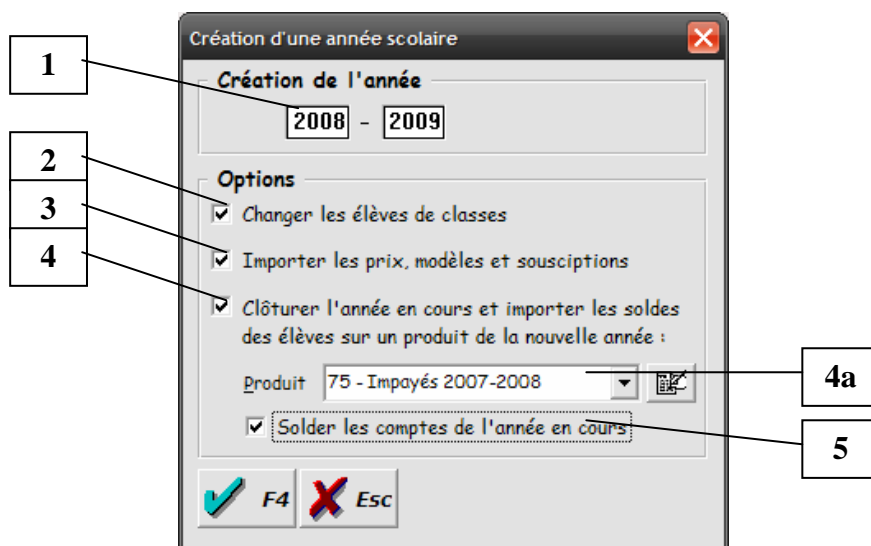 Création d'une année scolaire
1
Création de l'année
2008 - 2009
2
Options
3
Changer les élèves de classes
4
Importer les prix, modèles et sousciptions
Clôturer l'année en cours et importer les soldes
des élèves sur un produit de la nouvelle année :
Produit 75 - Impayés 2007-2008
4a
Solder les comptes de l'année en cours
5
F4 Esc